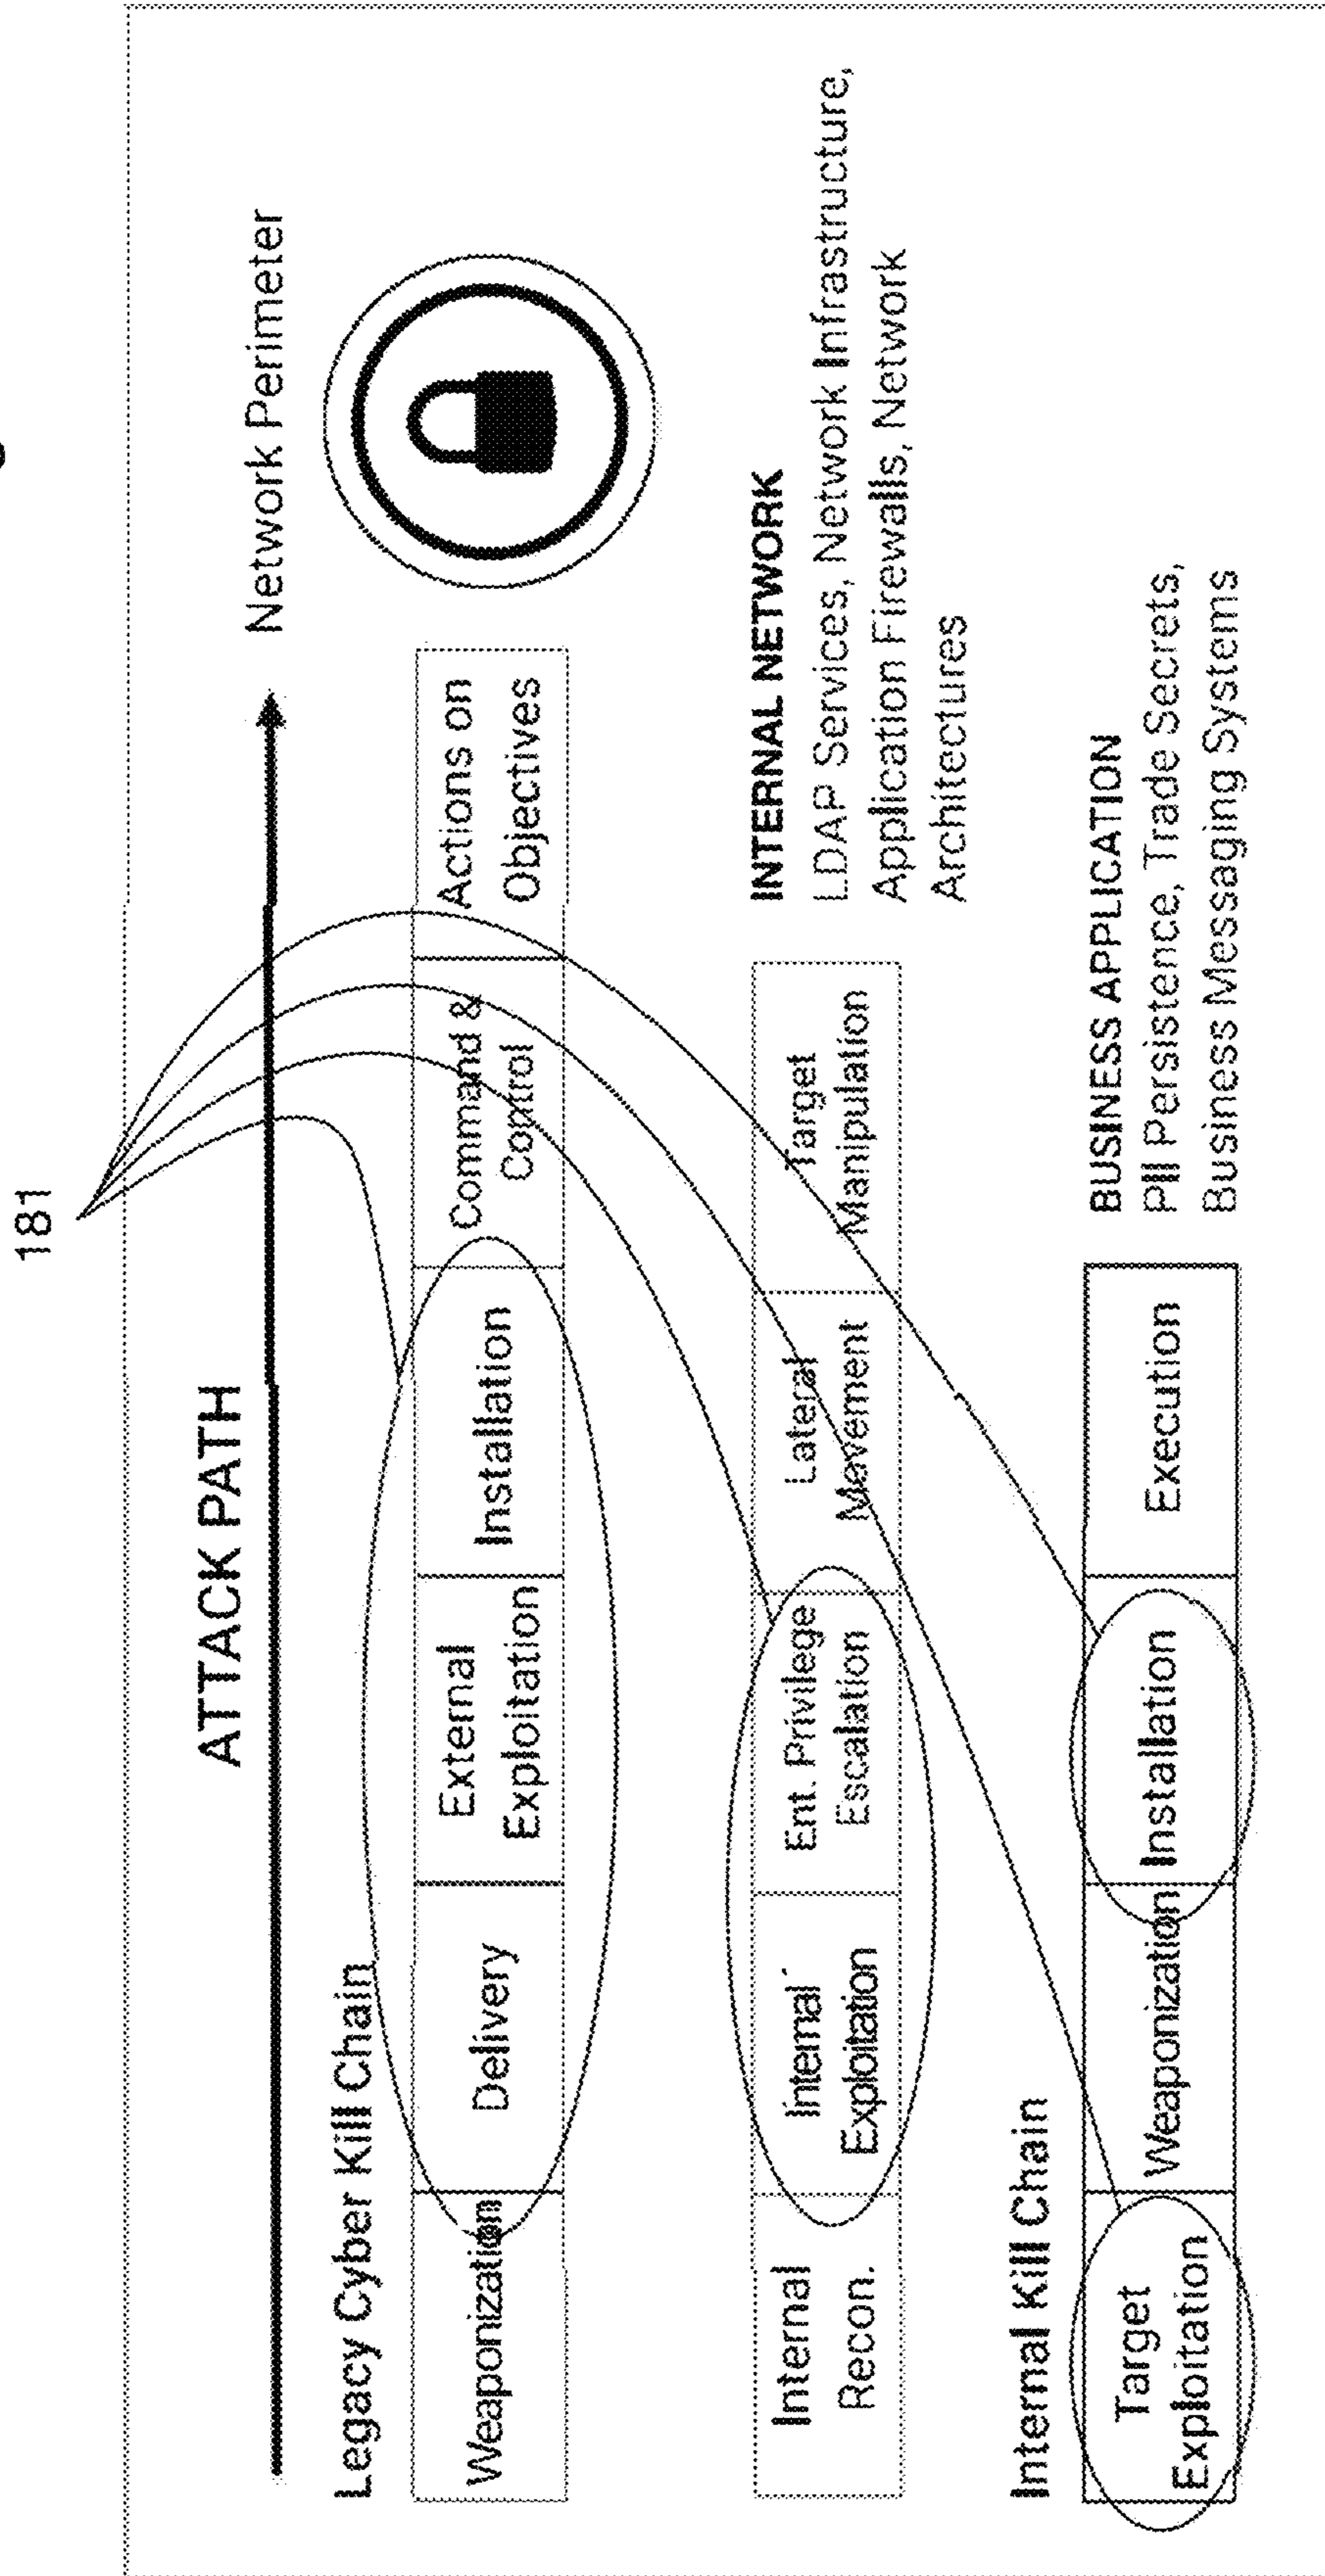 181
ATTACK PATH
Network Perimeter
Legacy Cyber Kill Chain
Weaponization
Delivery
External
Exploitation
Installation
Command &
Control
Actions on
Objectives
Internal
Recon.
Internal
Exploitation
Ent. Privilege
Escalation
Lateral
Movement
Target
Manipulation
INTERNAL NETWORK
LDAP Services, Network Infrastructure,
Application Firewalls, Network
Architectures
Internal Kill Chain
Target
Exploitation
Weaponization
Installation
Execution
BUSINESS APPLICATION
PII Persistence, Trade Secrets,
Business Messaging Systems